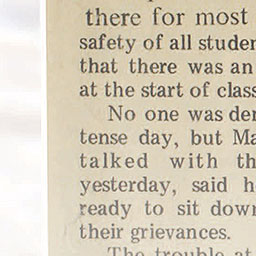 there for most
safety of all studen
that there was an
at the start of class
No one was den
tense day, but Ma
talked with th
yesterday, said h
ready to sit down
their grievances.
The trouble at